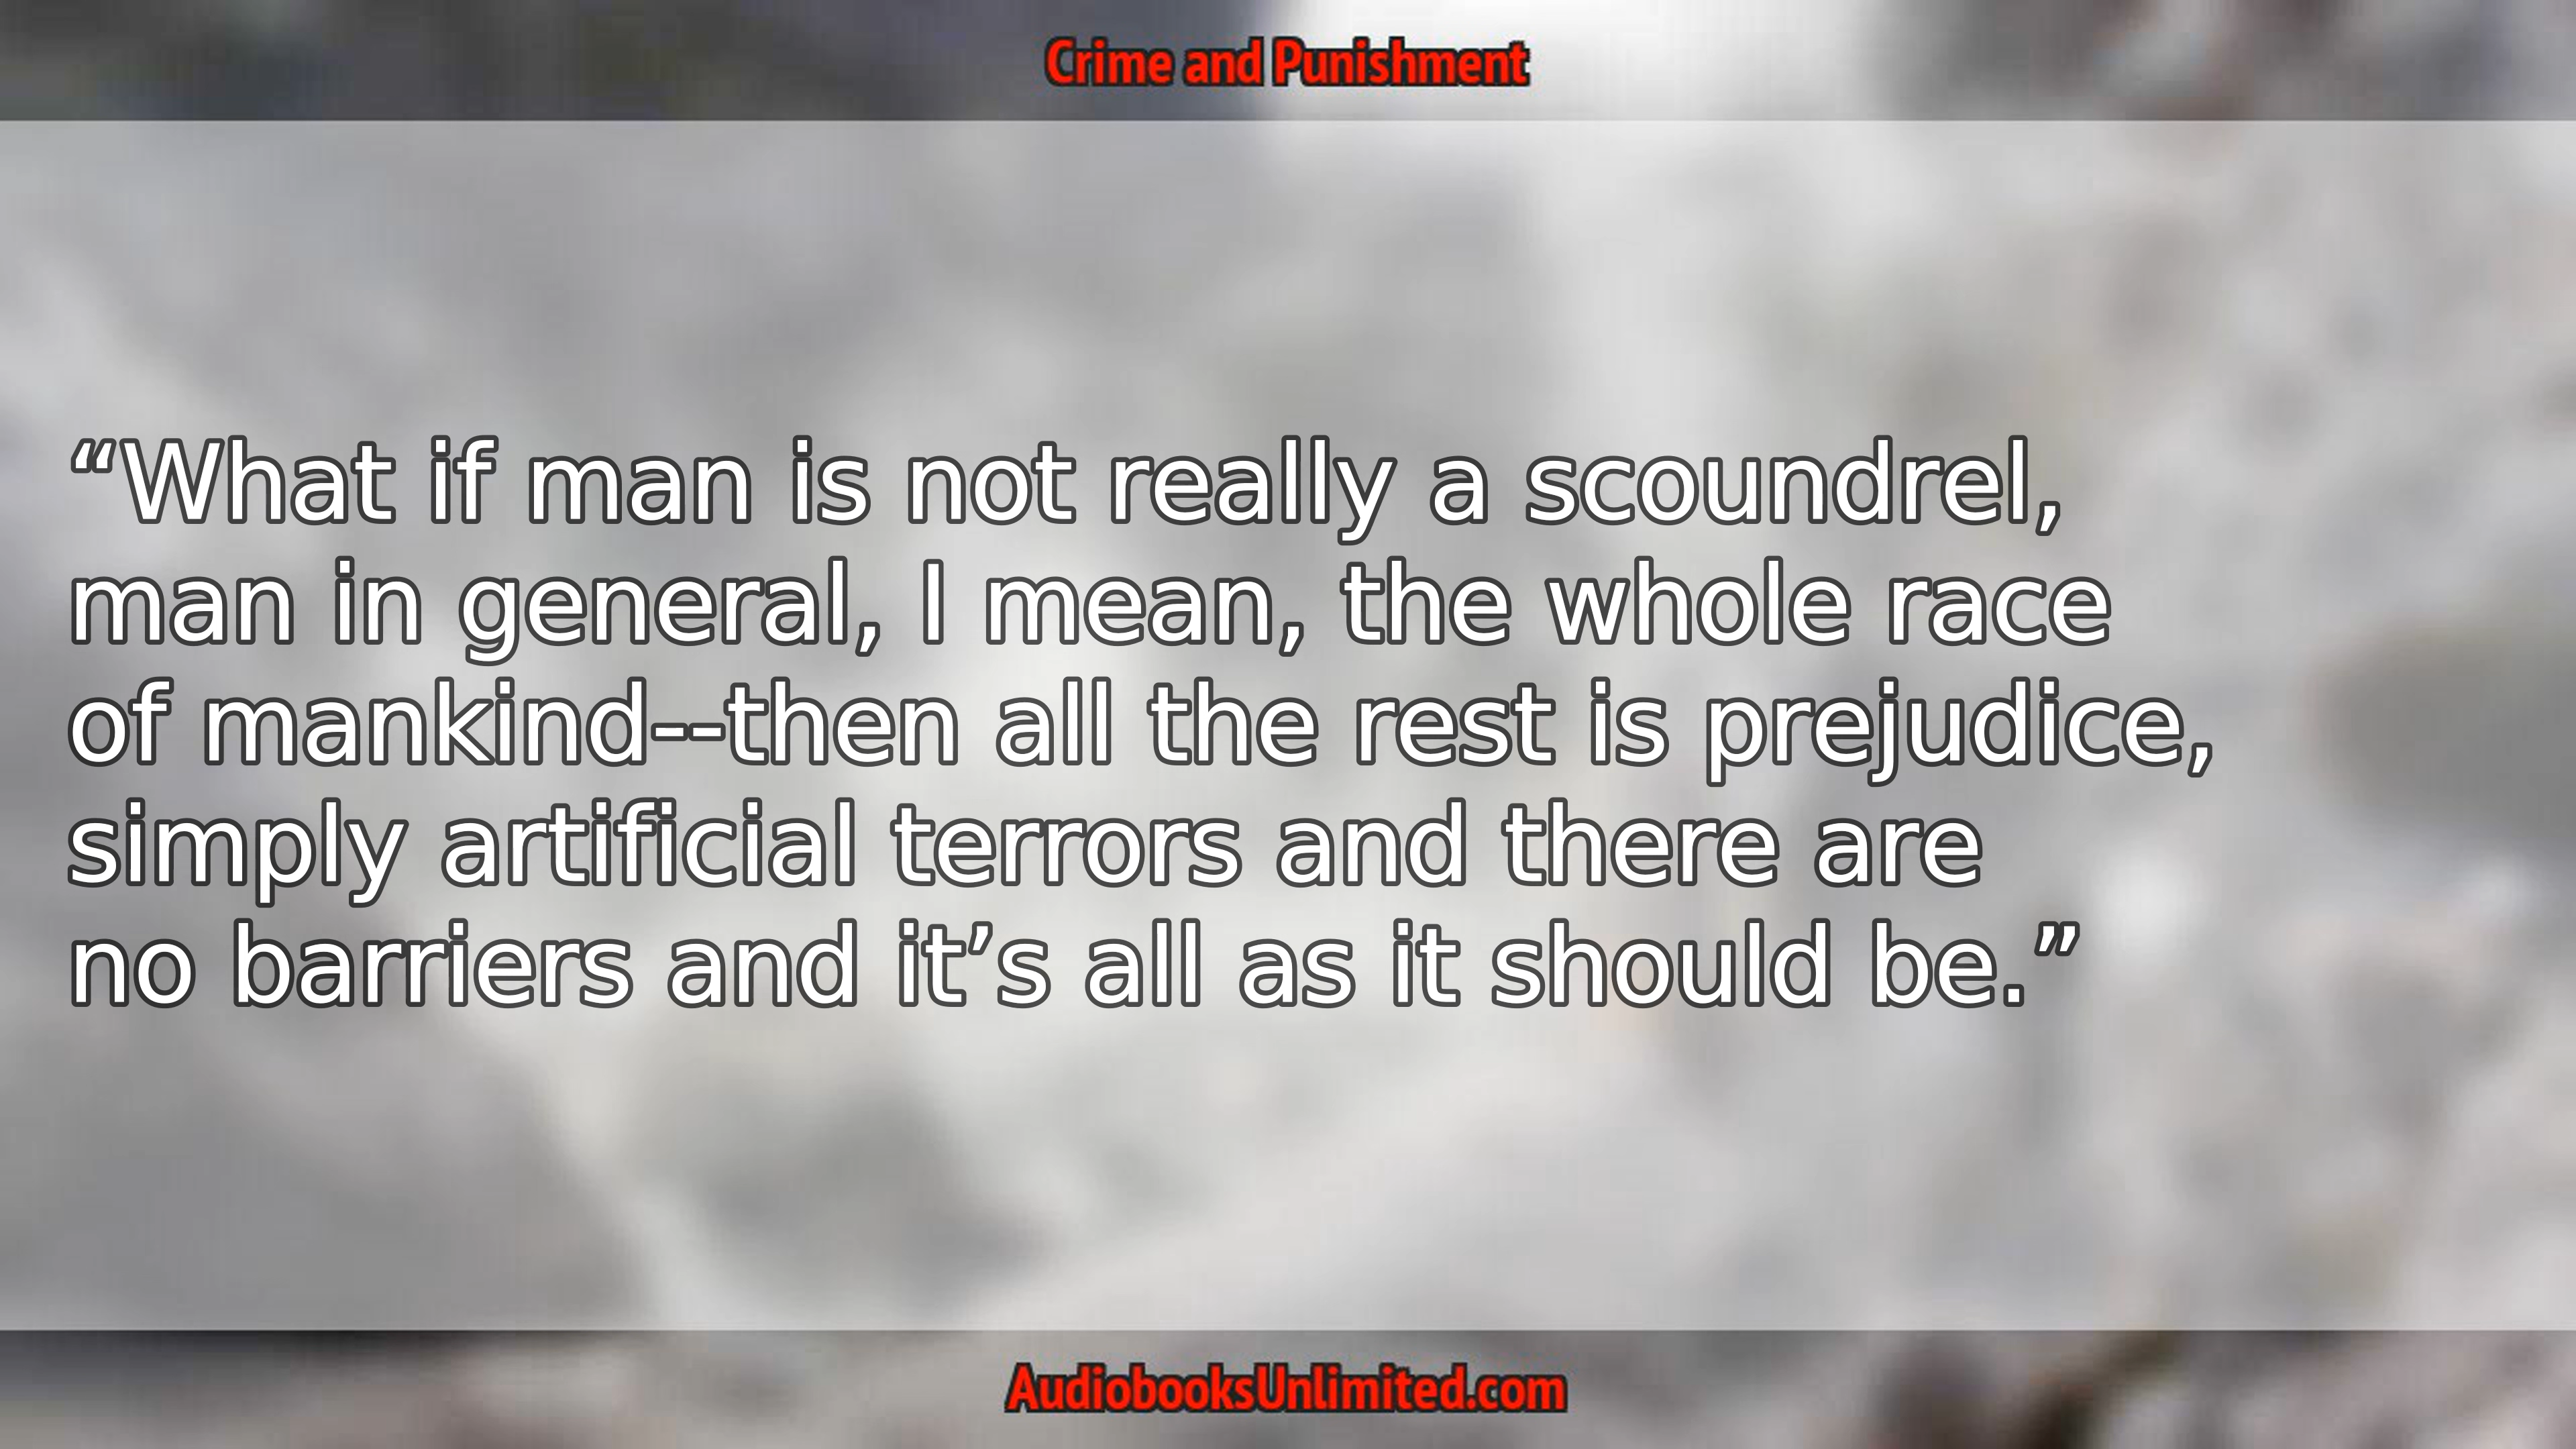 Crime and Punishment
“What if man is not really a scoundrel,
man in general, I mean, the whole race
of mankind--then all the rest is prejudice,
simply artificial terrors and there are
no barriers and it’s all as it should be.”
AudiobooksUnlimited.com